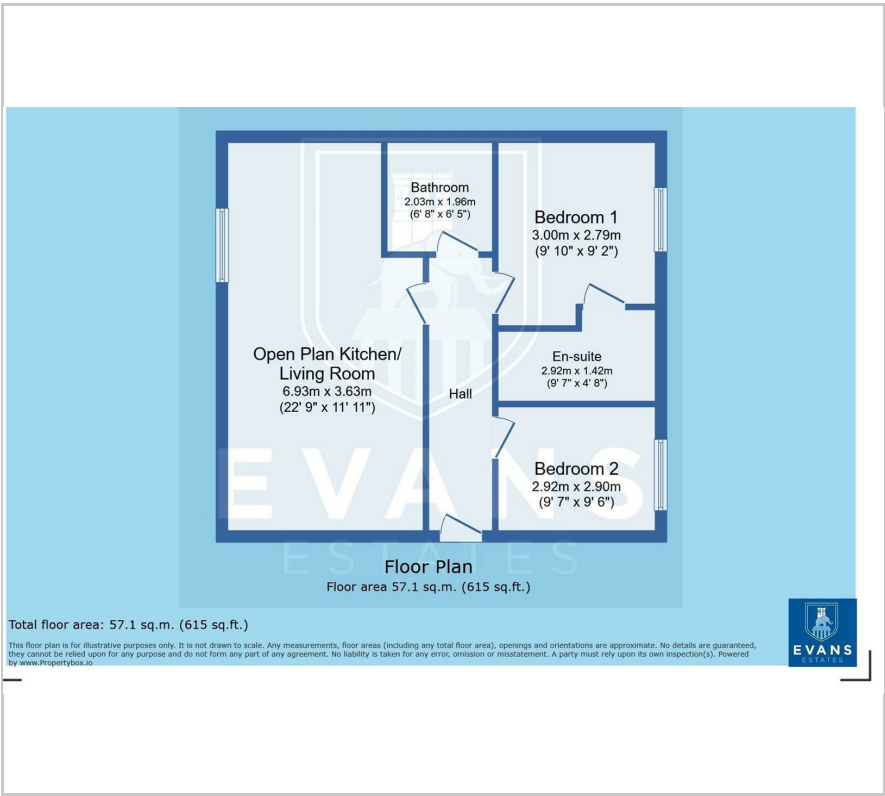 Bathroom
2.03m x 1.96m
(6' 8" x 6' 5")
Bedroom 1
3.00m x 2.79m
(9' 10" x 9' 2")
Open Plan Kitchen/
Living Room
6.93m x 3.63m
(22' 9" x 11' 11")
En-suite
2.92m x 1.42m
(9' 7" x 4' 8")
Hall
Bedroom 2
2.92m x 2.90m
(9' 7" x 9' 6")
EVANS
ESTATES
Floor Plan
Floor area 57.1 sq.m. (615 sq.ft.)
Total floor area: 57.1 sq.m. (615 sq.ft.)
This floor plan is for illustrative purposes only. It is not drawn to scale. Any measurements, floor areas (including any total floor area), openings and orientations are approximate. No details are guaranteed,
they cannot be relied upon for any purpose and do not form any part of any agreement. No liability is taken for any error, omission or misstatement. A party must rely upon its own inspection(s). Powered
by www.Propertybox.io
EVANS
ESTATES